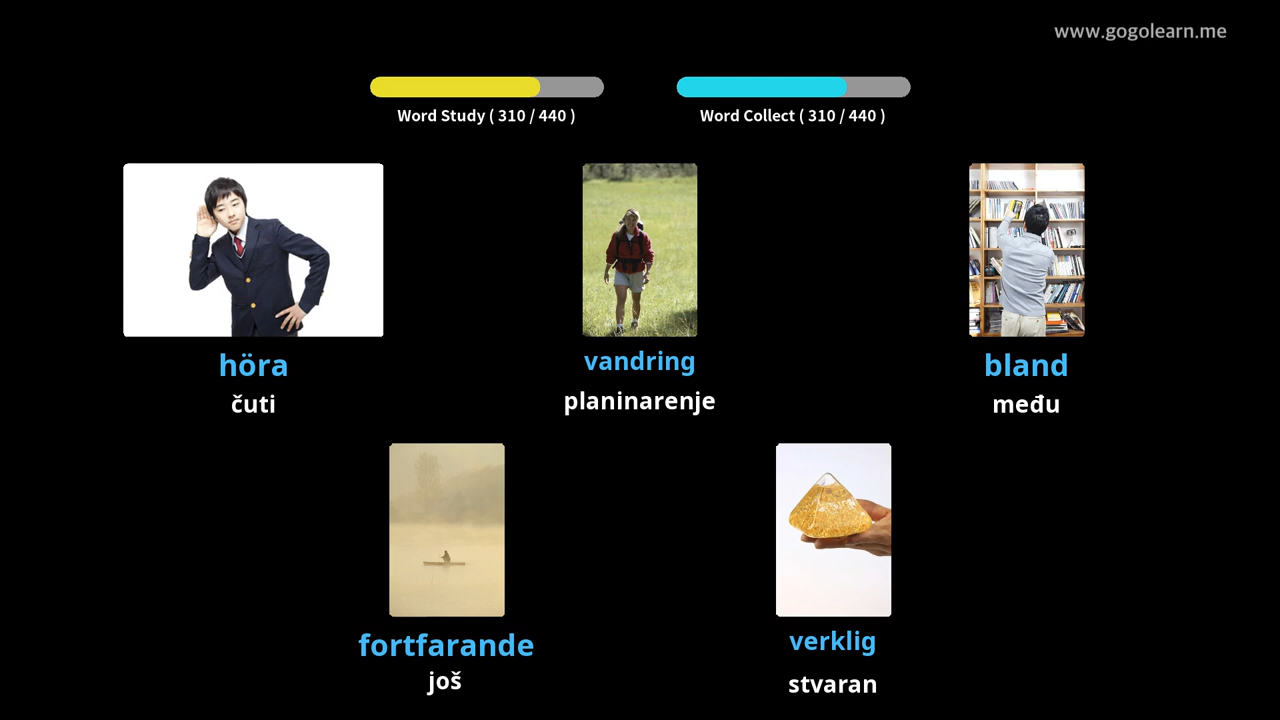 www.gogolearn.me
Word Study ( 310 / 440 )
Word Collect ( 310 / 440 )
höra
čuti
vandring
planinarenje
bland
među
fortfarande
još
verklig
stvaran